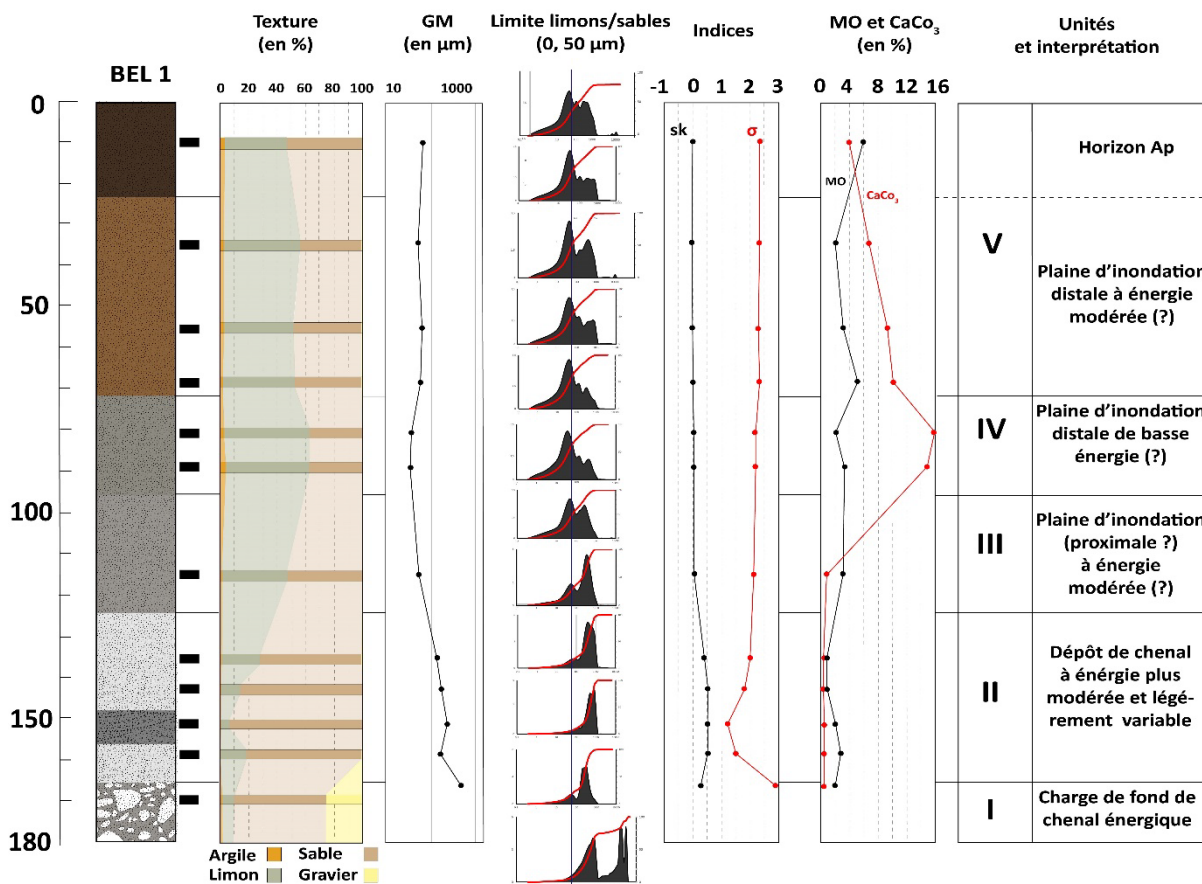 Texture
(en %)
GM
(en µm)
Limite limons/sables
(0, 50 µm)
Indices
MO et CaCo3
(en %)
Unités
et interprétation
BEL 1
0 20 40 60 80 100
10 1000
-1 0 2 3
0 4 8 12 16
0
50
100
150
180
sk
σ
MO
CaCo3
Horizon Ap
V
Plaine d’inondation
distale à énergie
modérée (?)
IV
Plaine d’inondation
distale de basse
énergie (?)
III
Plaine d’inondation
(proximale ?)
à énergie
modérée (?)
II
Dépôt de chenal
à énérgie plus
modérée et légé-
rement variable
I
Charge de fond de
chenal énergique
Argile Sable
Limon Gravier